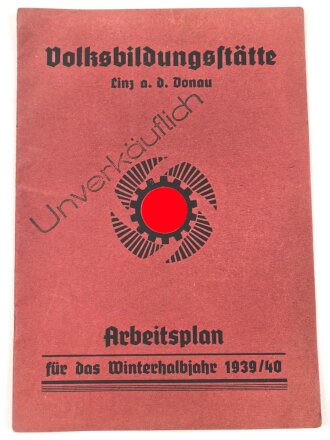 Volksbildungsstätte
Linz a. d. Donau
Unverkäuflich
Arbeitsplan
für das Winterhalbjahr 1939/40